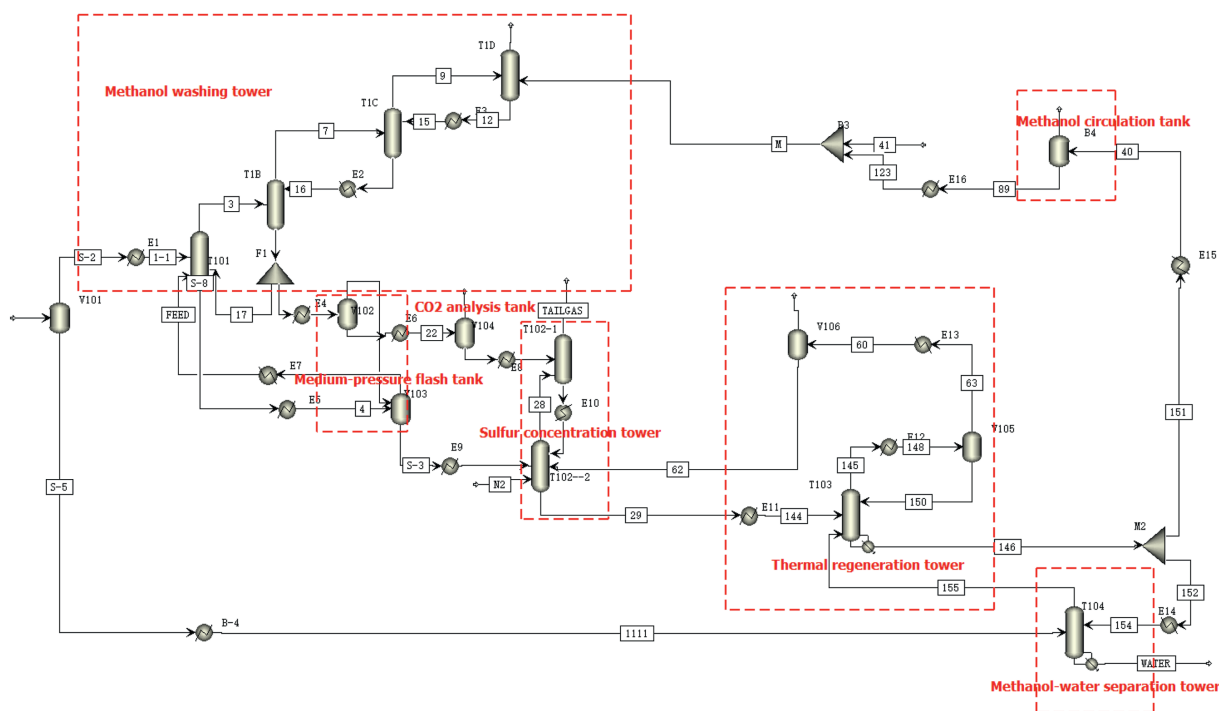 T1D
Methanol washing tower
9
T1C
E3
15
12
7
T1B
16
E2
3
S-2
E1
1-1
T101
S-8
F1
V101
FEED
17
E4
V102
CO2 analysis tank
TAILGAS
E6
22
V104
T102-1
E7
Medium-pressure flash tank
E8
V103
E5
4
28
E10
Sulfur concentration tower
S-3
E9
62
T102--2
N2
S-5
29
E11
144
B3
M
41
123
E16
89
Methanol circulation tank
B4
40
E15
V106
60
E13
63
V105
E12
145
148
T103
150
151
146
M2
Thermal regeneration tower
155
152
T104
E14
154
B-4
1111
WATER
Methanol-water separation tower